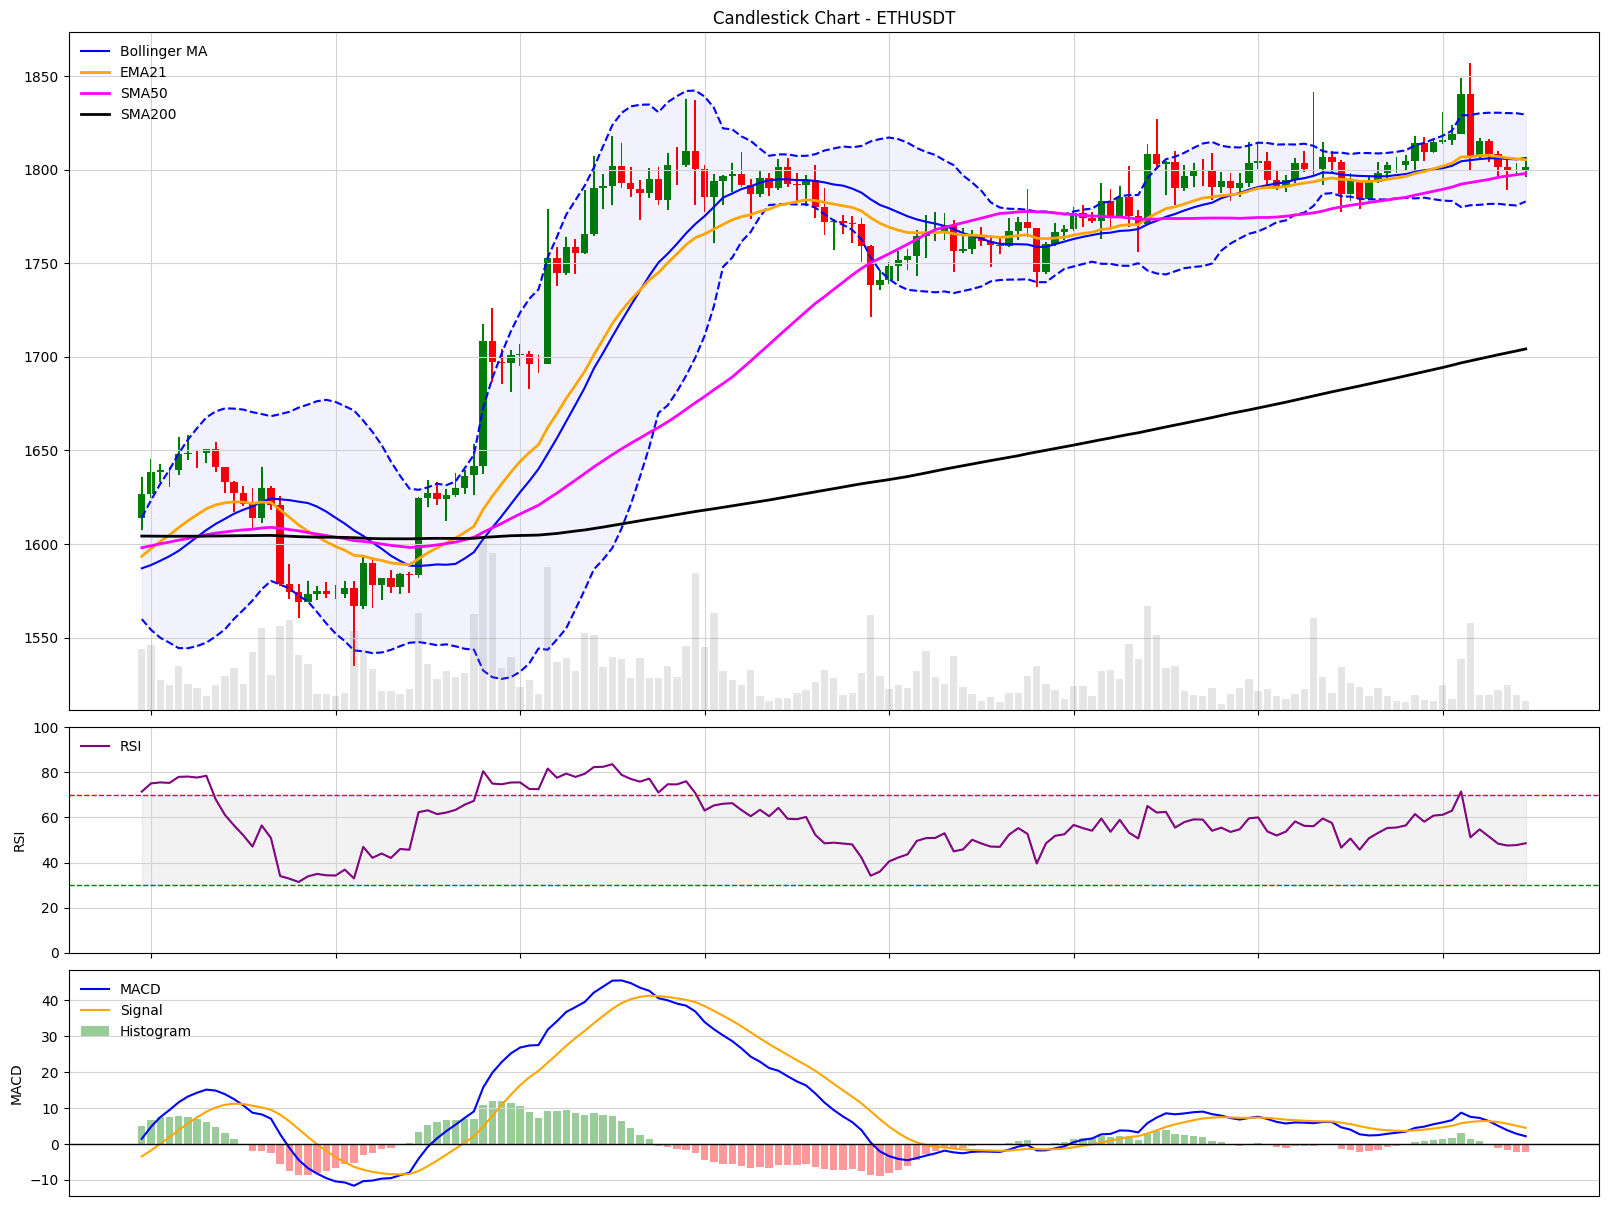 Candlestick Chart - ETHUSDT
Bollinger MA
EMA21
SMA50
SMA200
1850
1800
1750
1700
1650
1600
1550
RSI
RSI
100
80
60
40
20
0
MACD
Signal
Histogram
MACD
40
30
20
10
0
−10